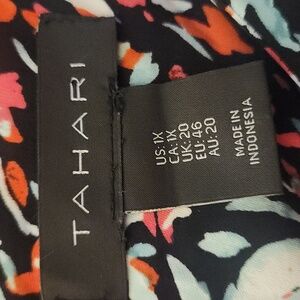 TAHARI
US: 1X
CA: 1X
UK: 20
EU: 46
AU: 20
MADE IN
INDONESIA